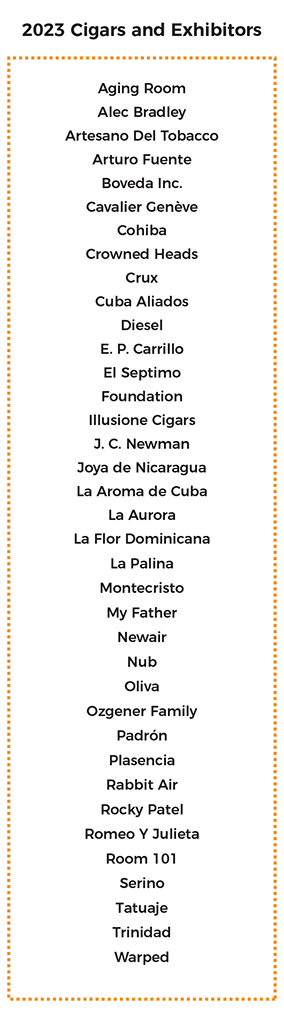 2023 Cigars and Exhibitors
Aging Room
Alec Bradley
Artesano Del Tobacco
Arturo Fuente
Boveda Inc.
Cavalier Genève
Cohiba
Crowned Heads
Crux
Cuba Aliados
Diesel
E. P. Carrillo
El Septimo
Foundation
Illusione Cigars
J. C. Newman
Joya de Nicaragua
La Aroma de Cuba
La Aurora
La Flor Dominicana
La Palina
Montecristo
My Father
Newair
Nub
Oliva
Ozgener Family
Padrón
Plasencia
Rabbit Air
Rocky Patel
Romeo Y Julieta
Room 101
Serino
Tatuaje
Trinidad
Warped